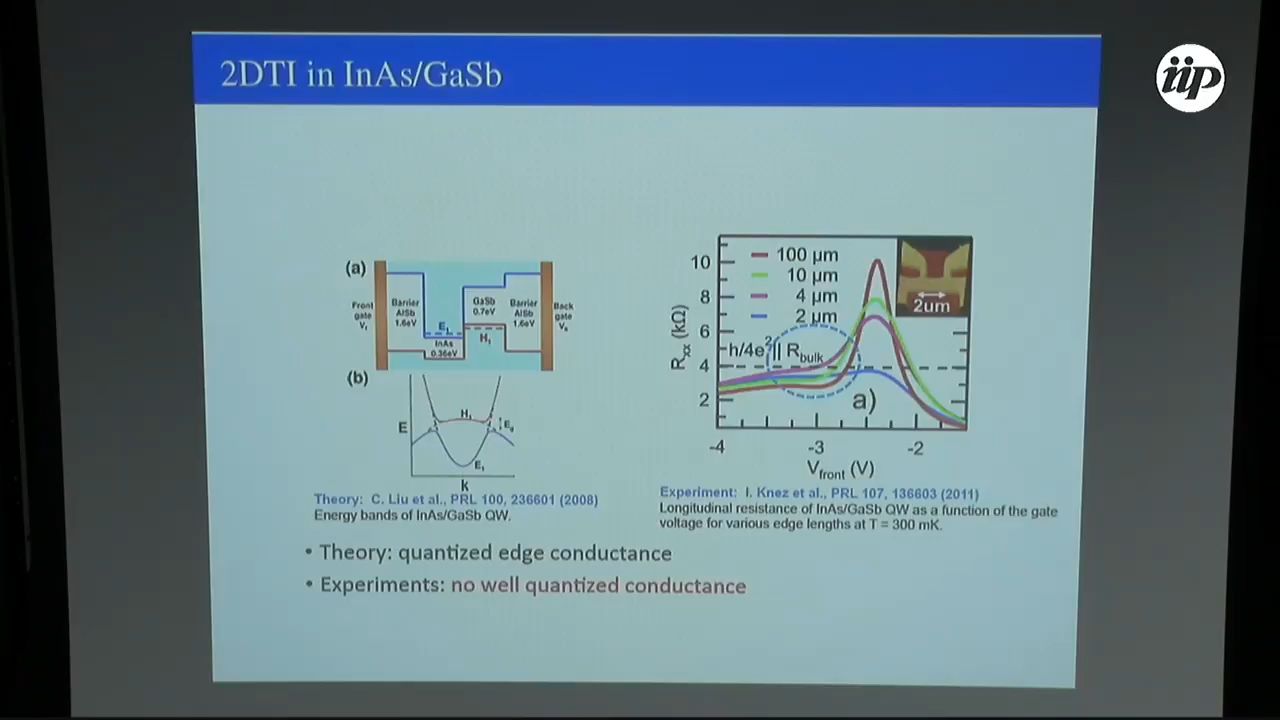 2DTI in InAs/GaSb
iip
(a)
Front gate
Barrier AlSb 1.6eV
E₁
InAs 0.36eV
GaSb 0.7eV
H₁
Barrier AlSb 1.6eV
Back gate
(b)
E
H₁
E₁
k
Theory: C. Liu et al., PRL 100, 236601 (2008)
Energy bands of InAs/GaSb QW.
100 µm
10 µm
4 µm
2 µm
2um
10
8
6
4
2
Rxx (kΩ)
h/4e² || Rbulk
a)
-4
-3
-2
Vfront (V)
Experiment: I. Knez et al., PRL 107, 136603 (2011)
Longitudinal resistance of InAs/GaSb QW as a function of the gate
voltage for various edge lengths at T = 300 mK.
• Theory: quantized edge conductance
• Experiments: no well quantized conductance